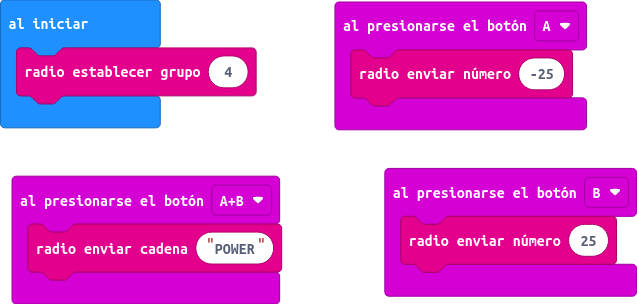 al iniciar
radio establecer grupo 4
al presionarse el botón A
radio enviar número -25
al presionarse el botón A+B
radio enviar cadena "POWER"
al presionarse el botón B
radio enviar número 25